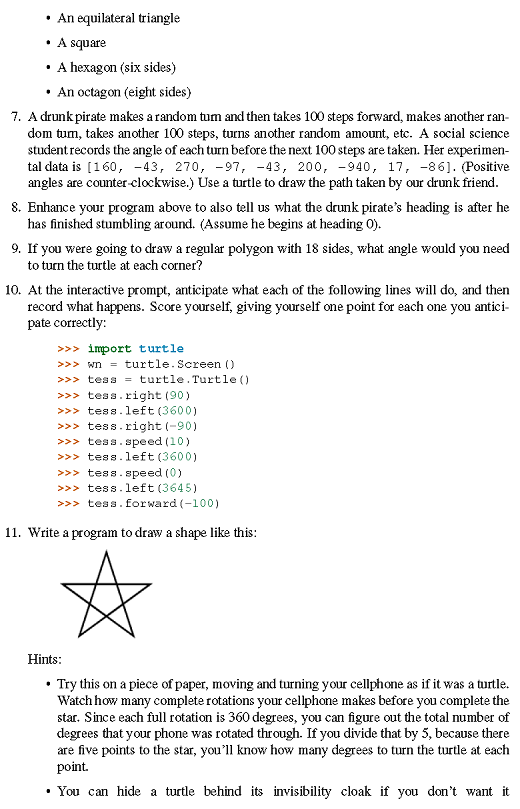 • An equilateral triangle
• A square
• A hexagon (six sides)
• An octagon (eight sides)
7. A drunk pirate makes a random turn and then takes 100 steps forward, makes another ran-
dom turn, takes another 100 steps, turns another random amount, etc. A social science
student records the angle of each turn before the next 100 steps are taken. Her experimen-
tal data is [160, -43, 270, -97, -43, 200, -940, 17, -86]. (Positive
angles are counter-clockwise.) Use a turtle to draw the path taken by our drunk friend.
8. Enhance your program above to also tell us what the drunk pirate's heading is after he
has finished stumbling around. (Assume he begins at heading 0).
9. If you were going to draw a regular polygon with 18 sides, what angle would you need
to turn the turtle at each corner?
10. At the interactive prompt, anticipate what each of the following lines will do, and then
record what happens. Score yourself, giving yourself one point for each one you antici-
pate correctly:
>>> import turtle
>>> wn = turtle.Screen()
>>> tess = turtle.Turtle()
>>> tess.right(90)
>>> tess.left(3600)
>>> tess.right(-90)
>>> tess.speed(10)
>>> tess.left(3600)
>>> tess.speed(0)
>>> tess.left(3645)
>>> tess.forward(-100)
11. Write a program to draw a shape like this:
Hints:
• Try this on a piece of paper, moving and turning your cellphone as if it was a turtle.
Watch how many complete rotations your cellphone makes before you complete the
star. Since each full rotation is 360 degrees, you can figure out the total number of
degrees that your phone was rotated through. If you divide that by 5, because there
are five points to the star, you'll know how many degrees to turn the turtle at each
point.
• You can hide a turtle behind its invisibility cloak if you don't want it